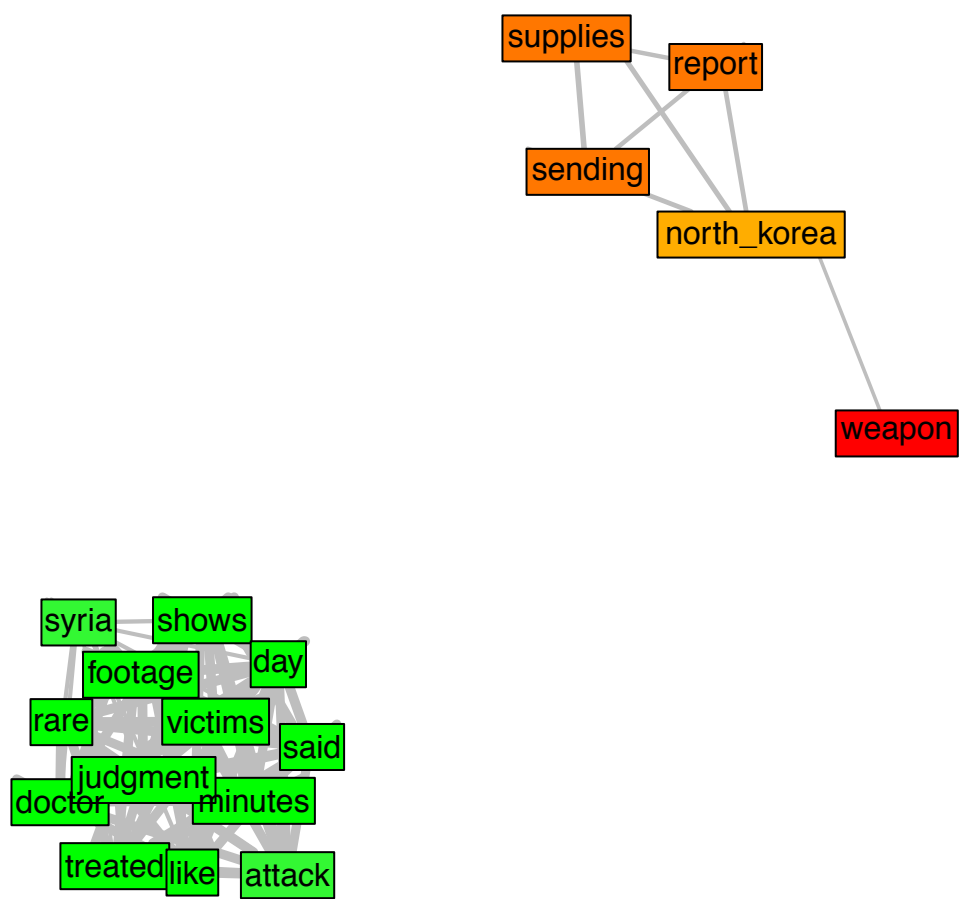 supplies
report
sending
north_korea
weapon
syria
shows
day
footage
rare
victims
said
judgment
doctor
minutes
treated
like
attack